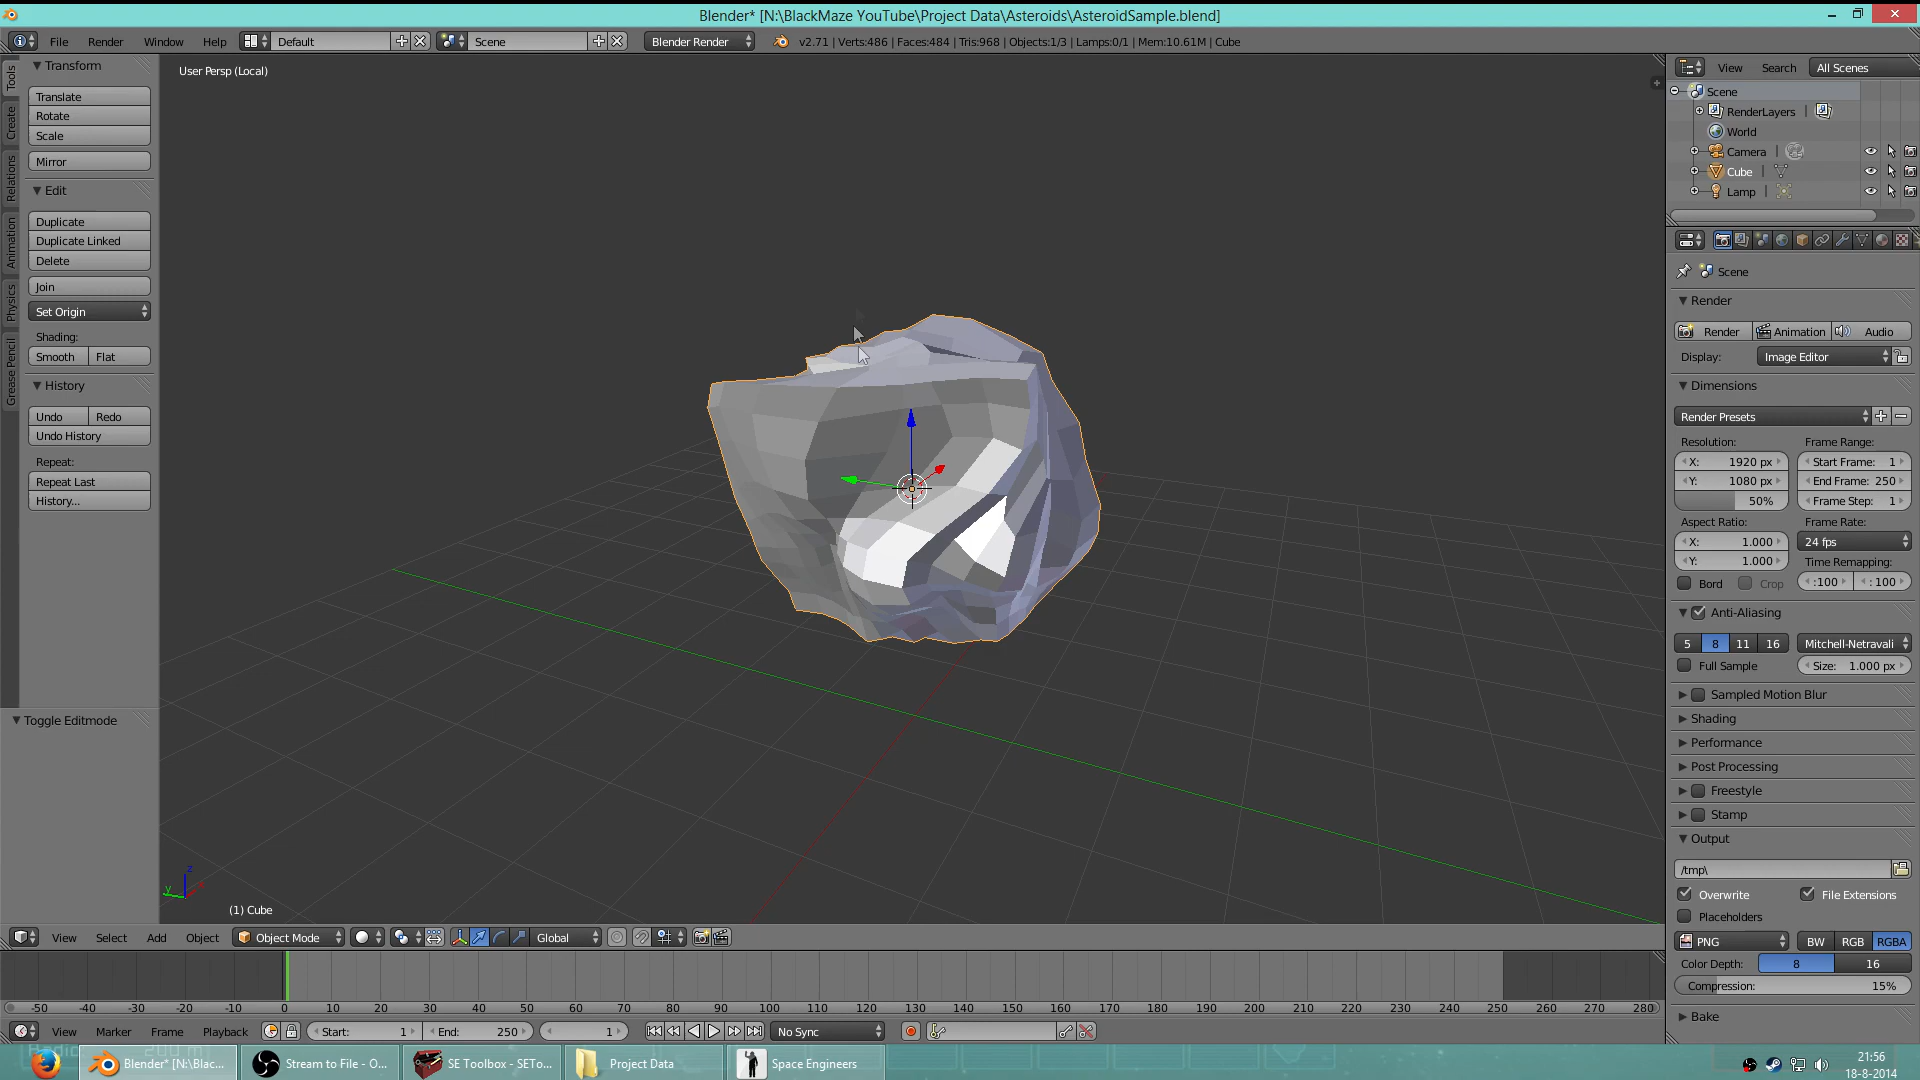 Blender* [N:\BlackMaze YouTube\Project Data\Asteroids\AsteroidSample.blend]
File Render Window Help Default Scene Blender Render v2.71 | Verts:486 | Faces:484 | Tris:968 | Objects:1/3 | Lamps:0/1 | Mem:10.61M | Cube
Tools
Create
Relations
Animation
Physics
Grease Pencil
Transform
Translate
Rotate
Scale
Mirror
Edit
Duplicate
Duplicate Linked
Delete
Join
Set Origin
Shading:
Smooth Flat
History
Undo Redo
Undo History
Repeat:
Repeat Last
History...
Toggle Editmode
User Persp (Local)
z
y
x
(1) Cube
View Search All Scenes
Scene
RenderLayers |
World
Camera |
Cube |
Lamp |
Scene
Render
Render Animation Audio
Display: Image Editor
Dimensions
Render Presets
Resolution: Frame Range:
X: 1920 px Start Frame: 1
Y: 1080 px End Frame: 250
50% Frame Step: 1
Aspect Ratio: Frame Rate:
X: 1.000 24 fps
Y: 1.000 Time Remapping:
Bord Crop :100 : 100
Anti-Aliasing
5 8 11 16 Mitchell-Netravali
Full Sample Size: 1.000 px
Sampled Motion Blur
Shading
Performance
Post Processing
Freestyle
Stamp
Output
/tmp\
Overwrite File Extensions
Placeholders
PNG BW RGB RGBA
Color Depth: 8 16
Compression: 15%
Bake
View Select Add Object Object Mode Global
-50 -40 -30 -20 -10 0 10 20 30 40 50 60 70 80 90 100 110 120 130 140 150 160 170 180 190 200 210 220 230 240 250 260 270 280
View Marker Frame Playback Start: 1 End: 250 1 No Sync
Blender* [N:\Blac... Stream to File - O... SE Toolbox - SETo... Project Data Space Engineers
21:56
18-8-2014